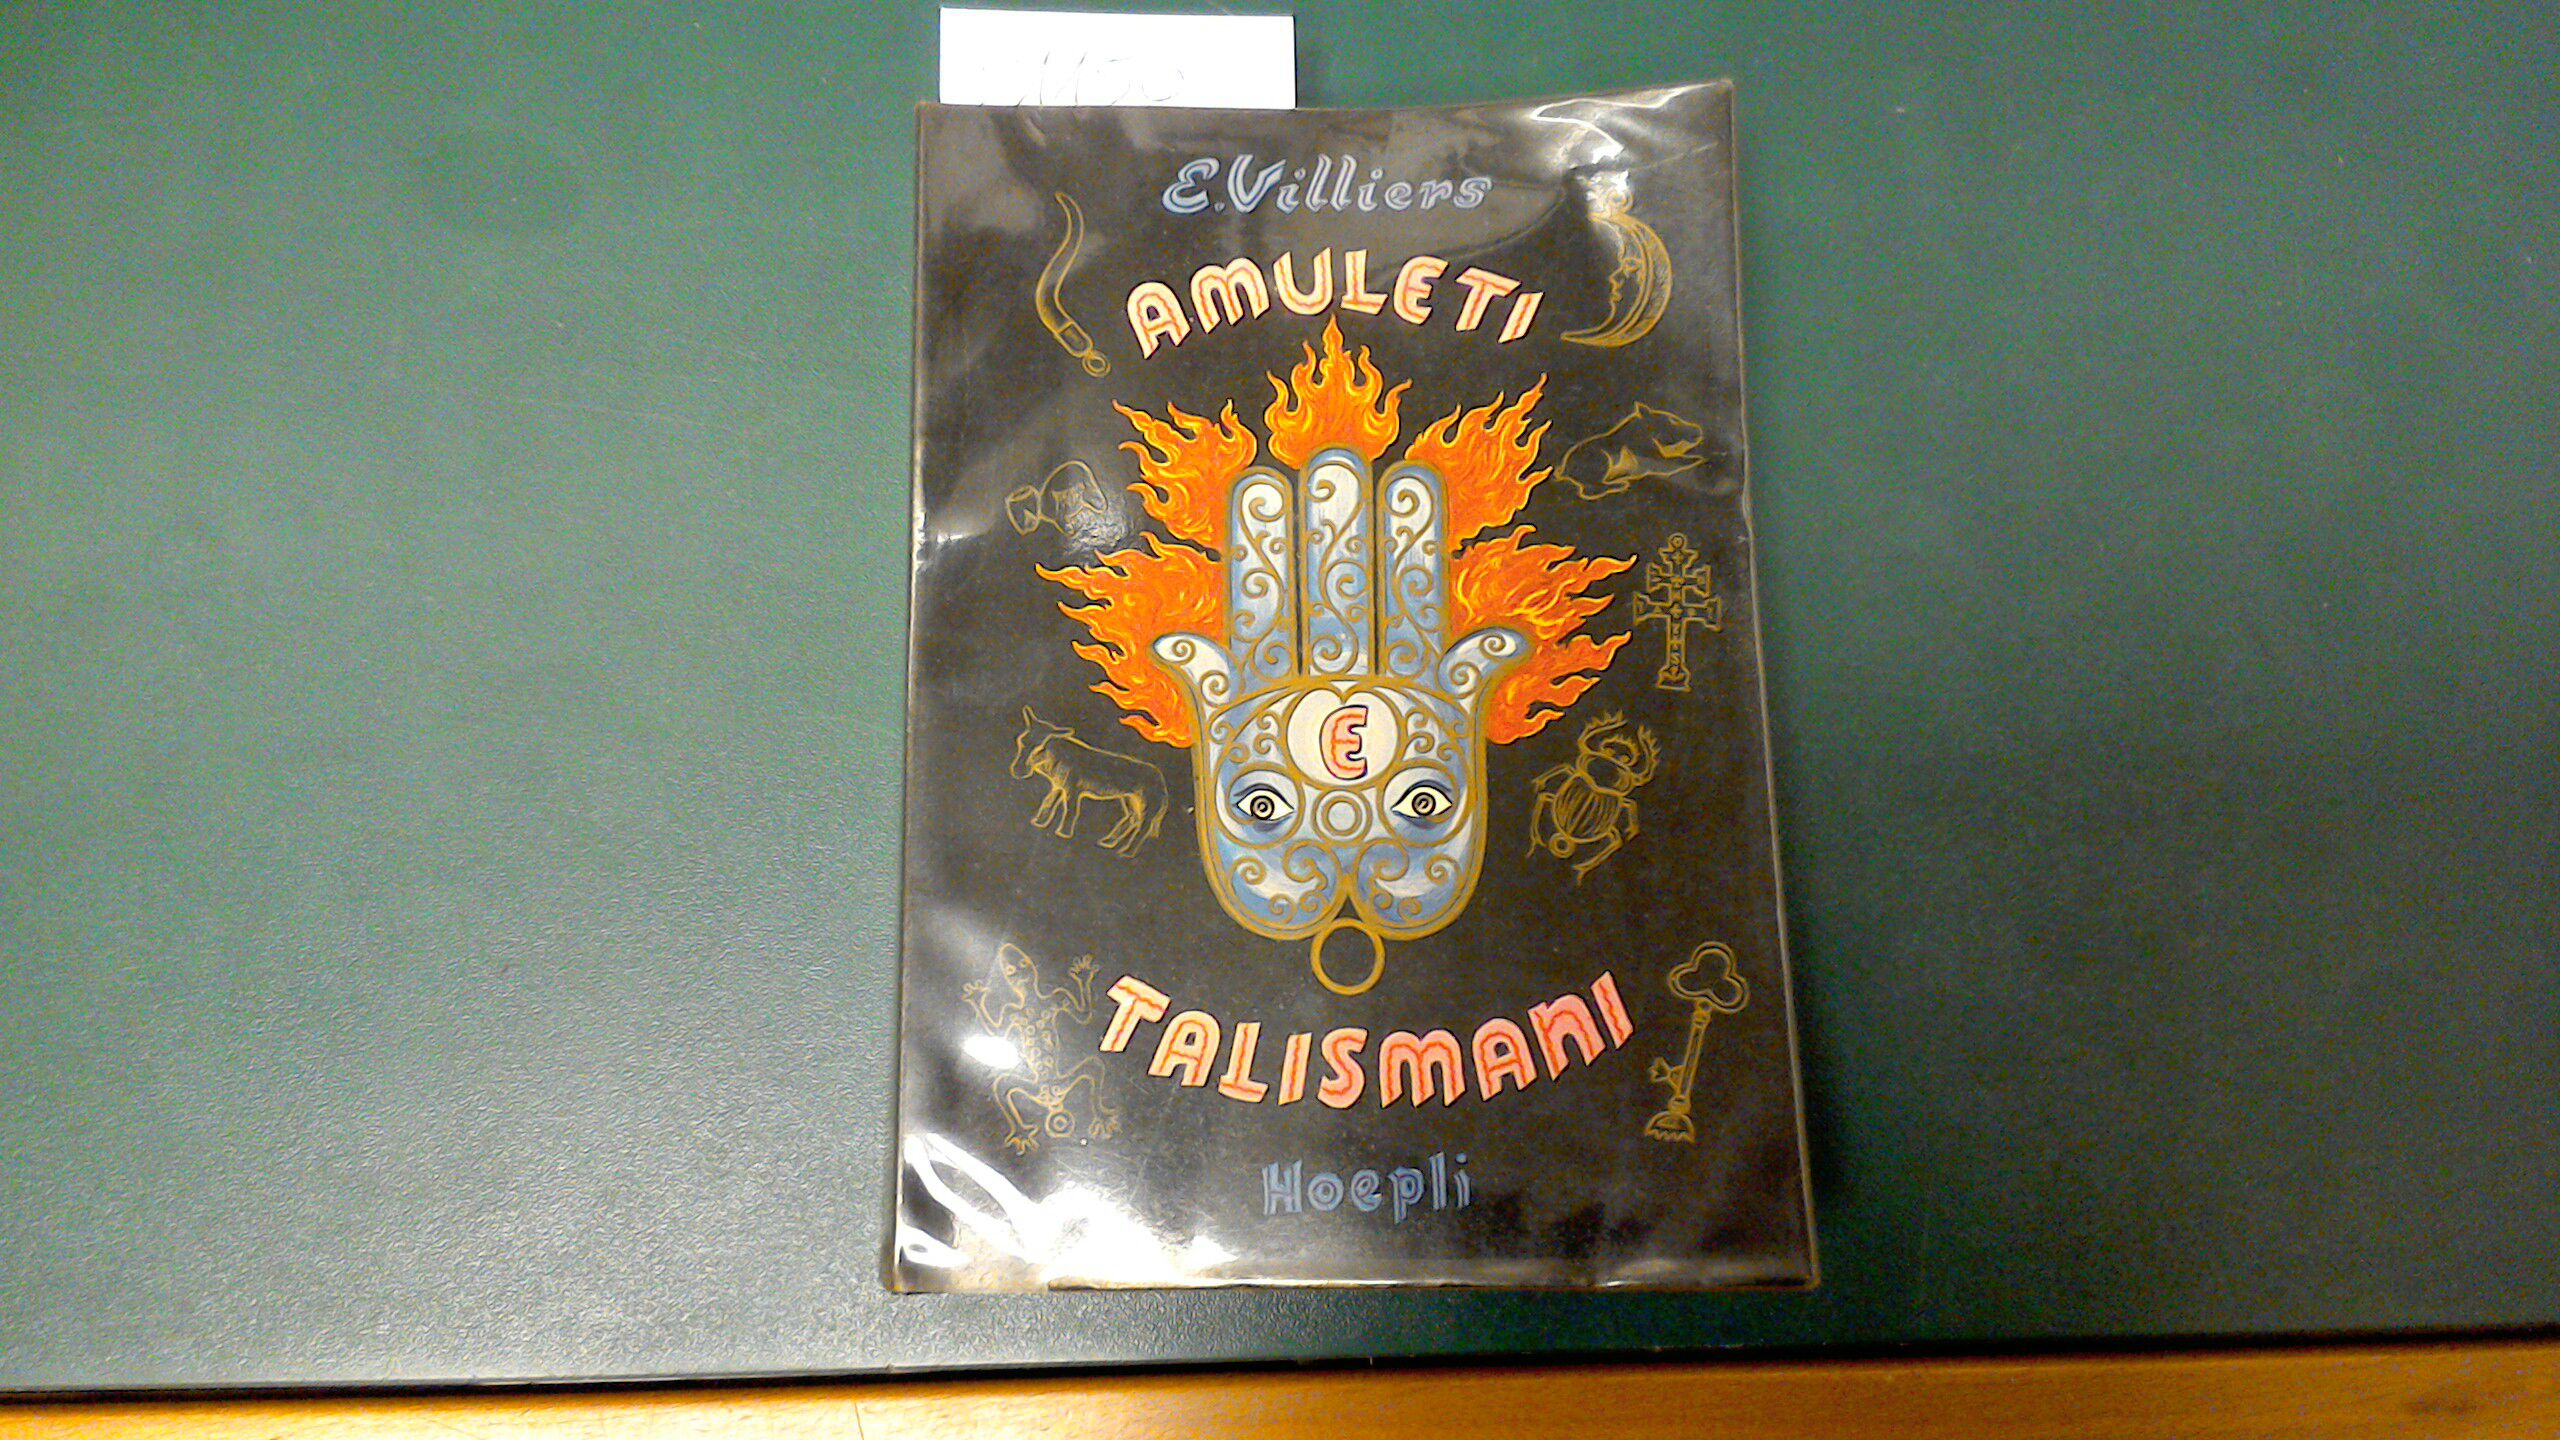 E. Villiers
AMULETI
E
TALISMANI
Hoepli